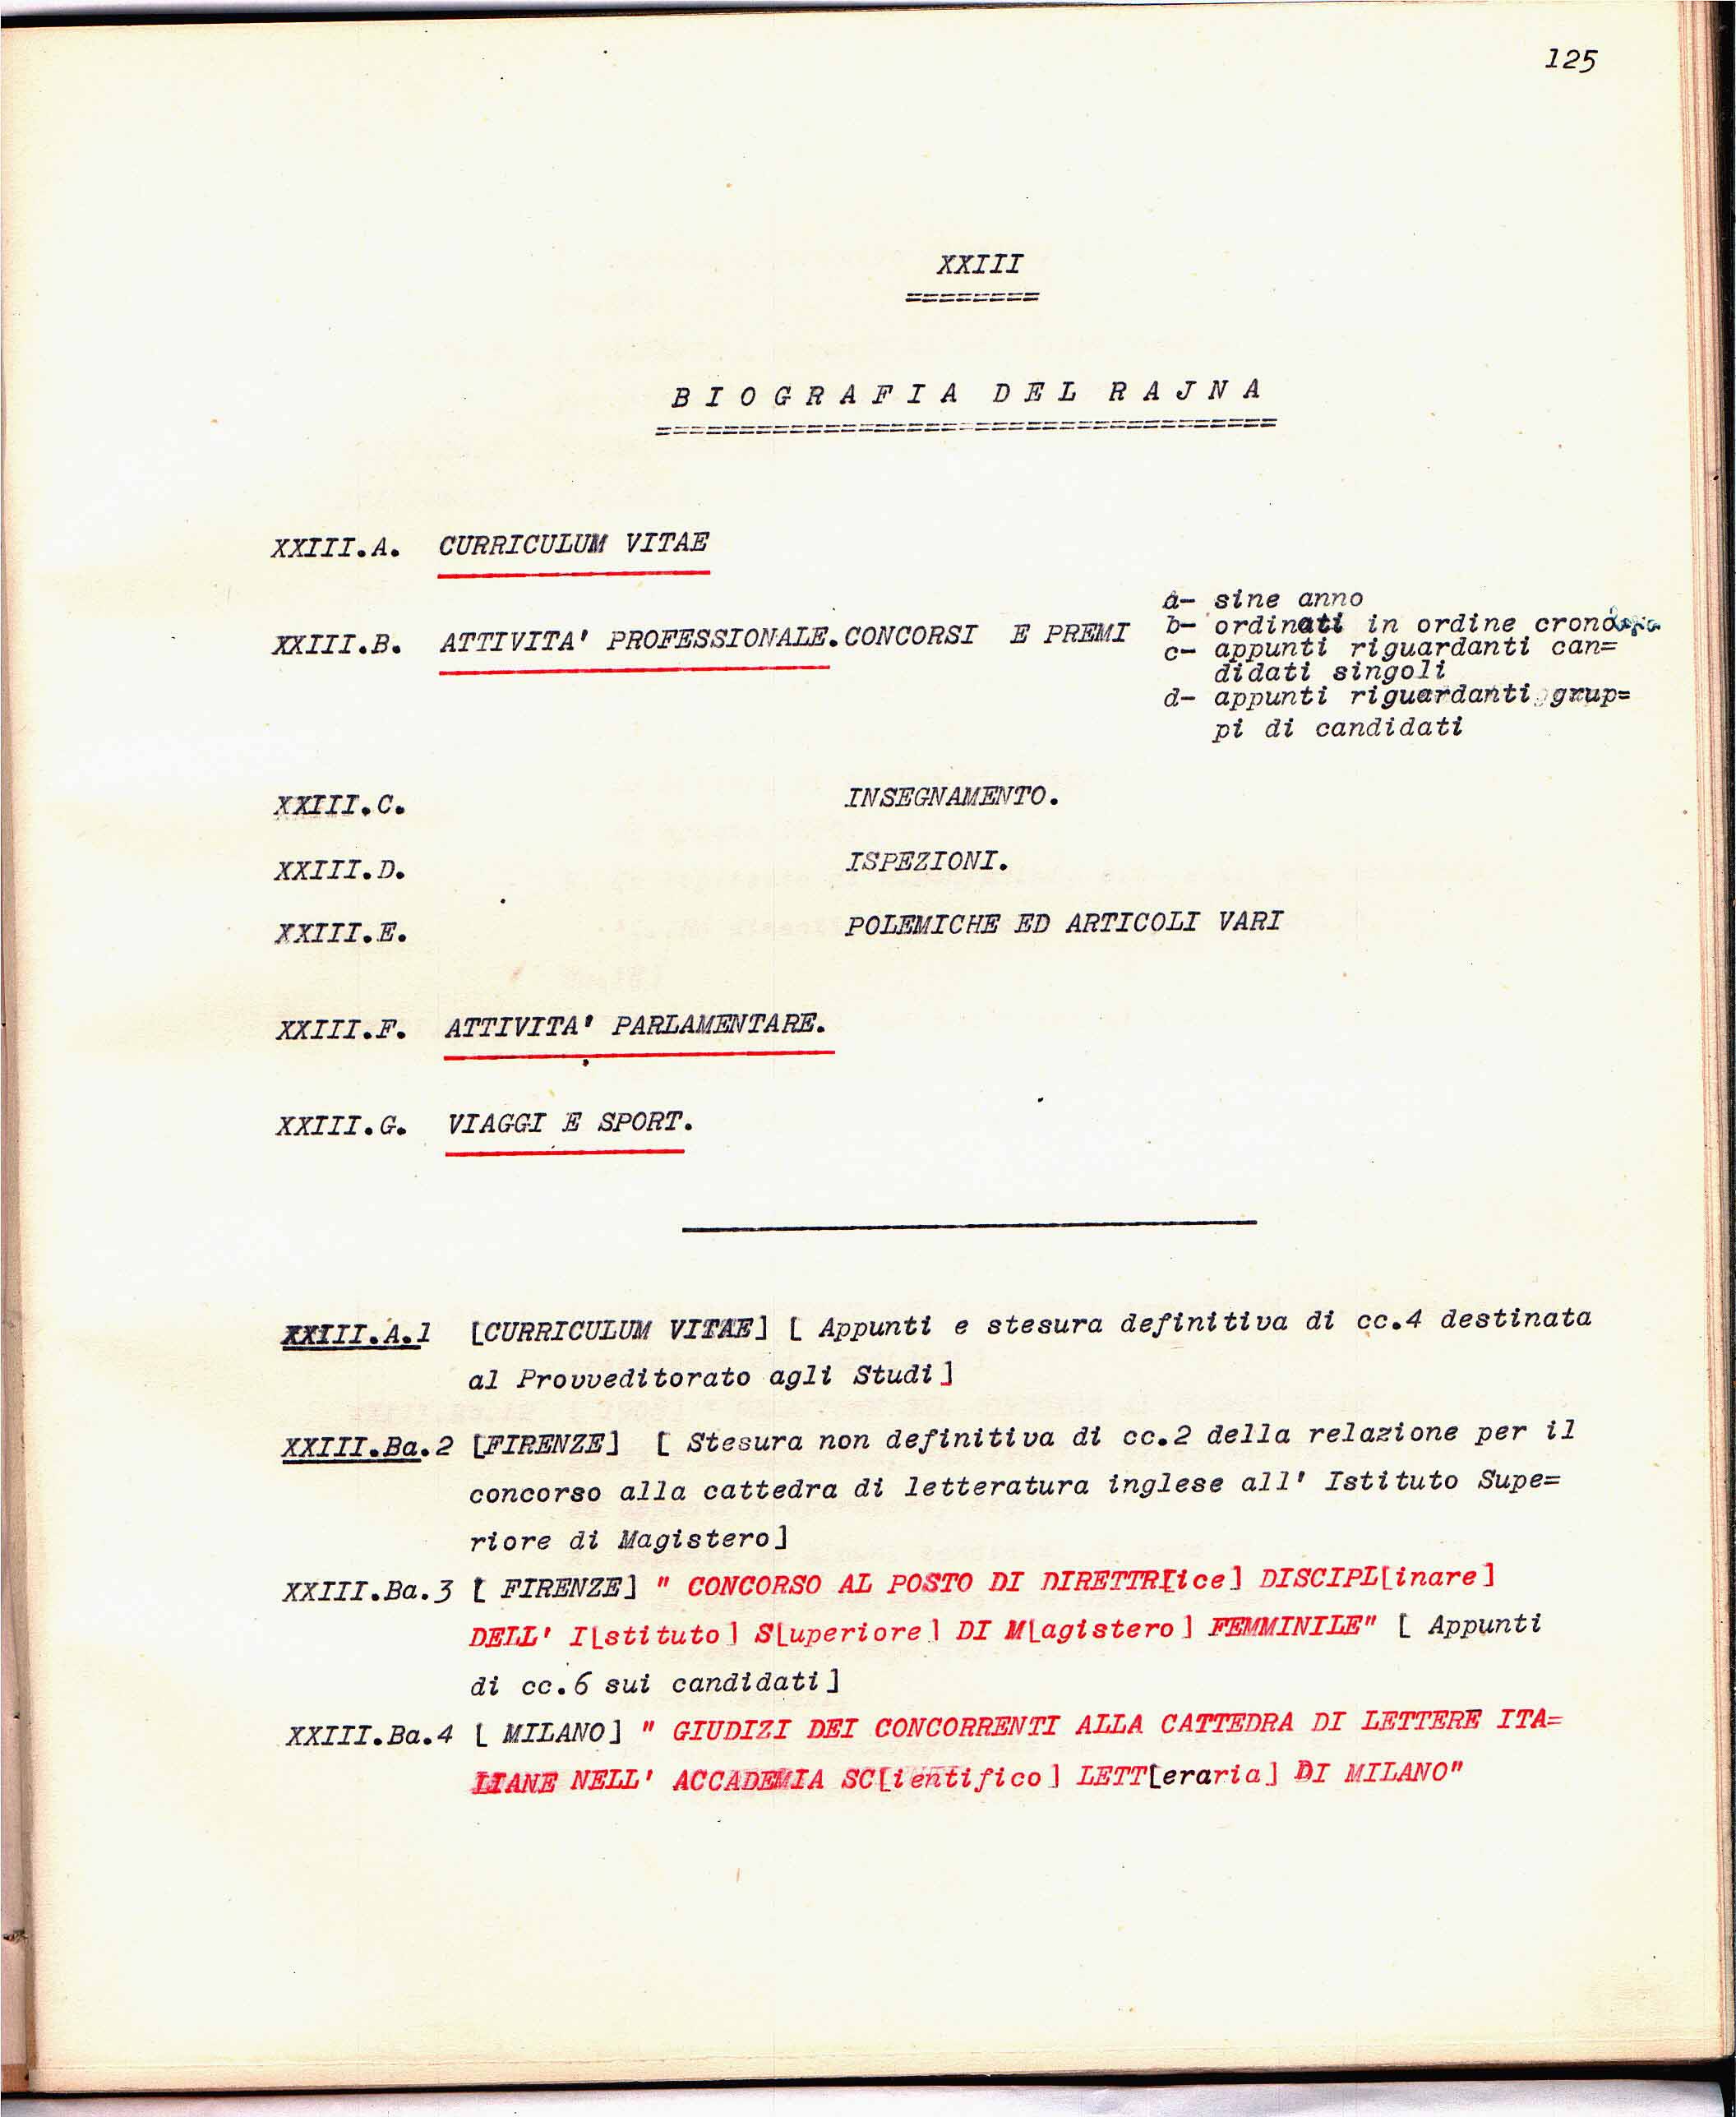 125
XXIII
========
BIOGRAFIA DEL RAJNA
=====================================
XXIII.A. CURRICULUM VITAE
XXIII.B. ATTIVITA' PROFESSIONALE.CONCORSI E PREMI
a- sine anno
b- ordinati in ordine crono
c- appunti riguardanti can=
didati singoli
d- appunti riguardanti grup=
pi di candidati
XXIII.C. INSEGNAMENTO.
XXIII.D. ISPEZIONI.
XXIII.E. POLEMICHE ED ARTICOLI VARI
XXIII.F. ATTIVITA' PARLAMENTARE.
XXIII.G. VIAGGI E SPORT.
XXIII.A.1 [CURRICULUM VITAE] [ Appunti e stesura definitiva di cc.4 destinata
al Provveditorato agli Studi]
XXIII.Ba.2 [FIRENZE] [ Stesura non definitiva di cc.2 della relazione per il
concorso alla cattedra di letteratura inglese all' Istituto Supe=
riore di Magistero]
XXIII.Ba.3 [ FIRENZE] " CONCORSO AL POSTO DI DIRETTR[ice] DISCIPL[inare]
DELL' I[stituto] S[uperiore] DI M[agistero] FEMMINILE" [ Appunti
di cc.6 sui candidati]
XXIII.Ba.4 [ MILANO] " GIUDIZI DEI CONCORRENTI ALLA CATTEDRA DI LETTERE ITA=
LIANE NELL' ACCADEMIA SC[ientifico] LETT[eraria] DI MILANO"